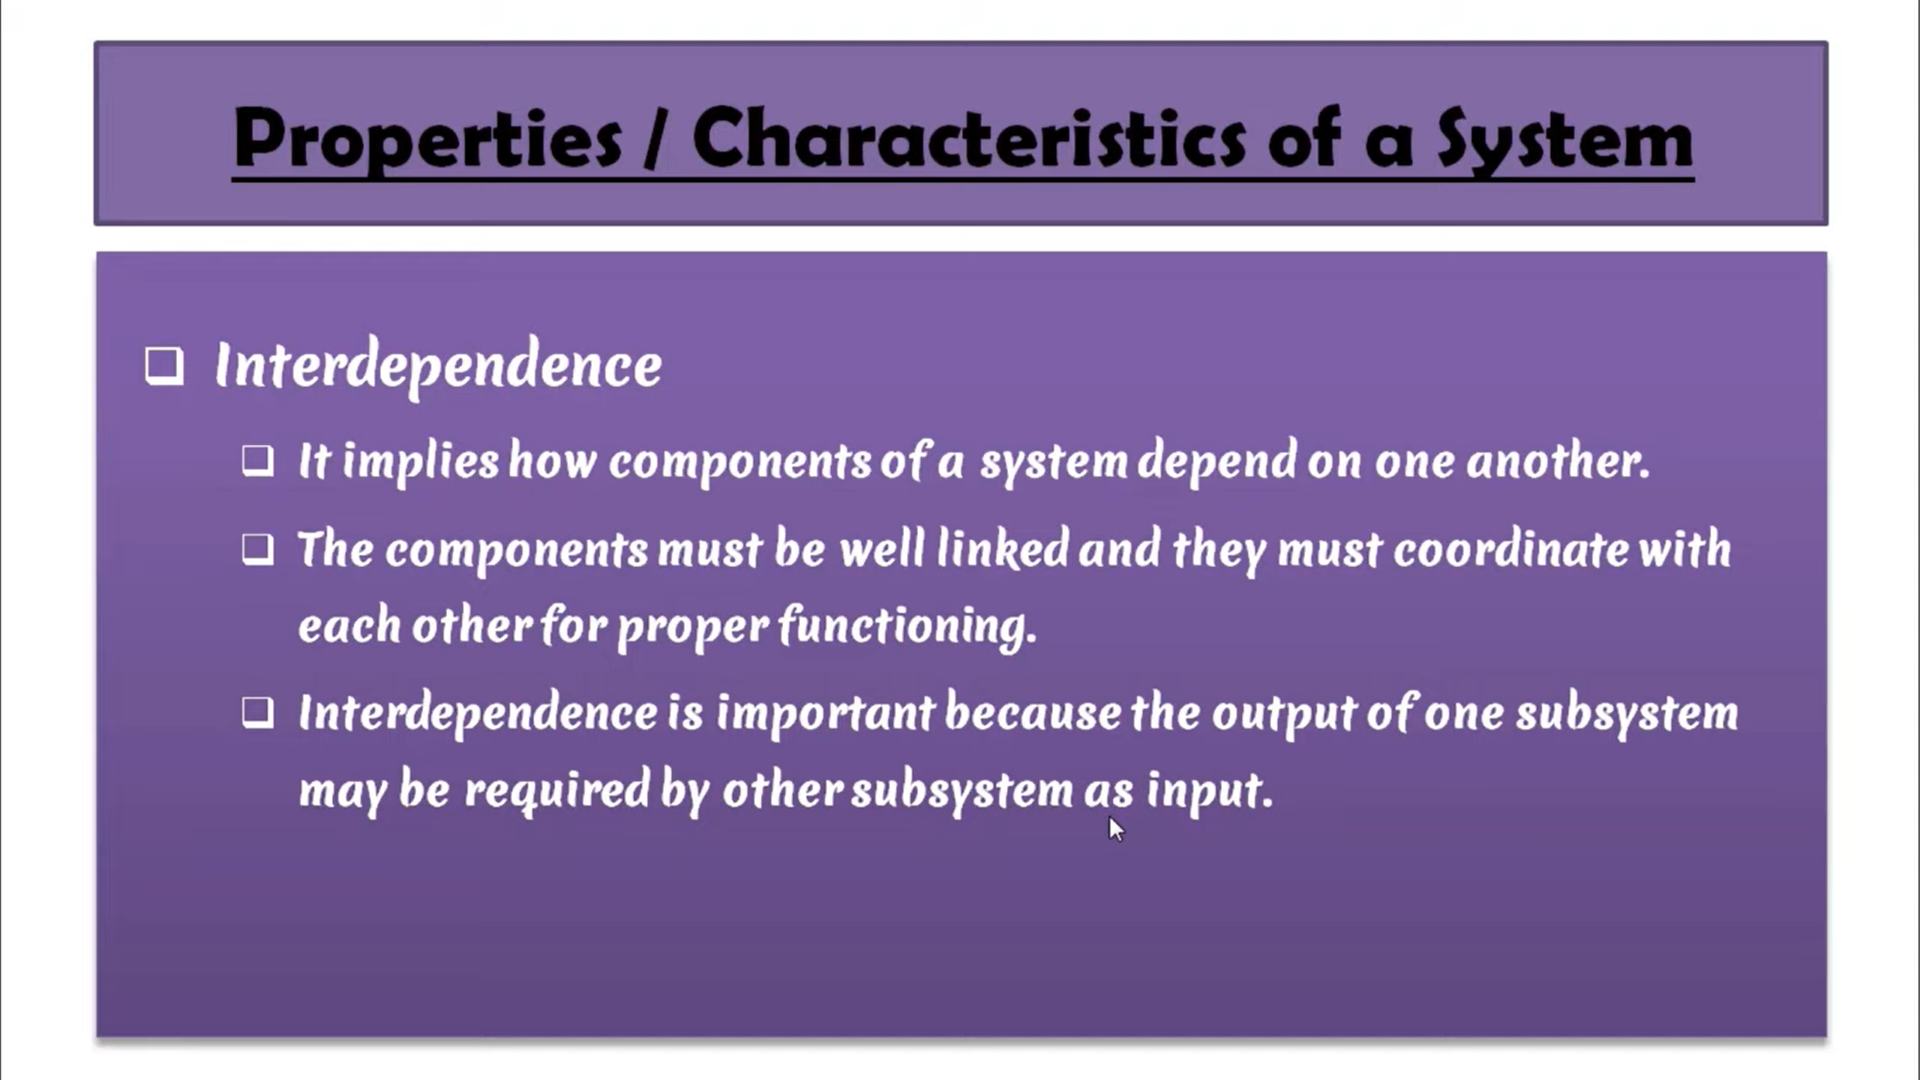 Properties / Characteristics of a System
Interdependence
It implies how components of a system depend on one another.
The components must be well linked and they must coordinate with
each other for proper functioning.
Interdependence is important because the output of one subsystem
may be required by other subsystem as input.